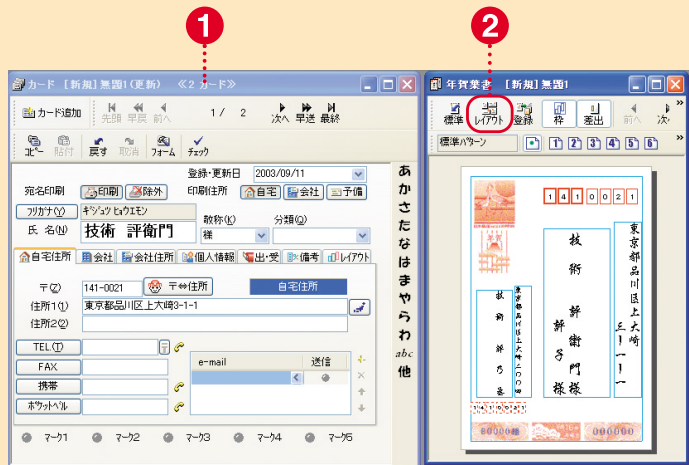 1
2
カード [新規]無題1(更新) ≪2 カード≫
カード追加 先頭 早戻 前へ 1/ 2 次へ 早送 最終
コピー 貼付 戻す 取消 フォーム チェック
登録・更新日 2003/09/11
宛名印刷 印刷 除外 印刷住所 自宅 会社 予備
フリガナ(Y) ギジュツ ヒョウエモン 敬称(K) 分類(Q)
氏 名(N) 技術 評衛門 様
自宅住所 会社 会社住所 個人情報 出・受 備考 レイアウト
〒(Z) 141-0021 〒⇔住所 自宅住所
住所1(1) 東京都品川区上大崎3-1-1
住所2(2)
TEL(T)
FAX
携帯
ポケットベル
e-mail 送信
マーク1 マーク2 マーク3 マーク4 マーク5
あ
か
さ
た
な
は
ま
や
ら
わ
abc
他
年賀葉書 [新規]無題1
標準 レイアウト 登録 枠 差出 前へ 次へ
標準パターン 1 2 3 4 5 6
年賀
1410021
東京都品川区上大崎
三ー一ー一
技術 評衛門様
評子様